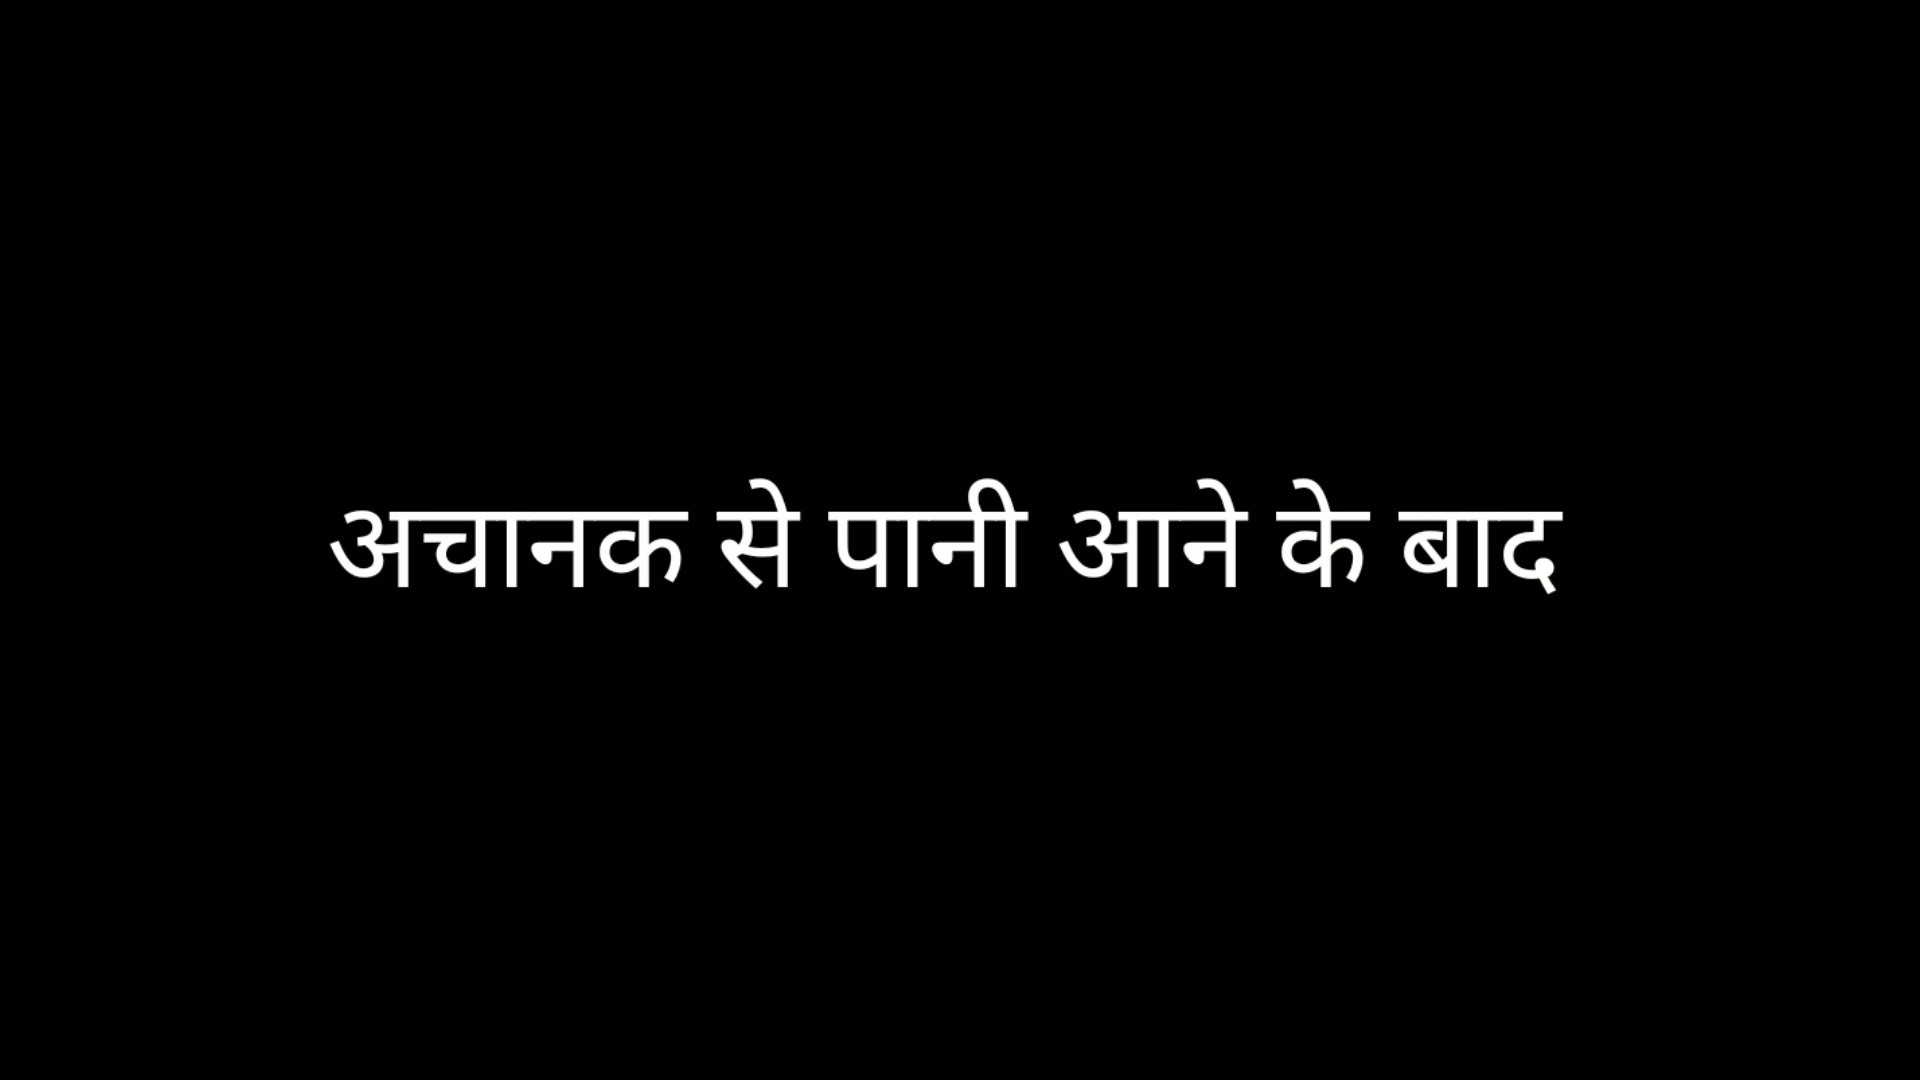 अचानक से पानी आने के बाद